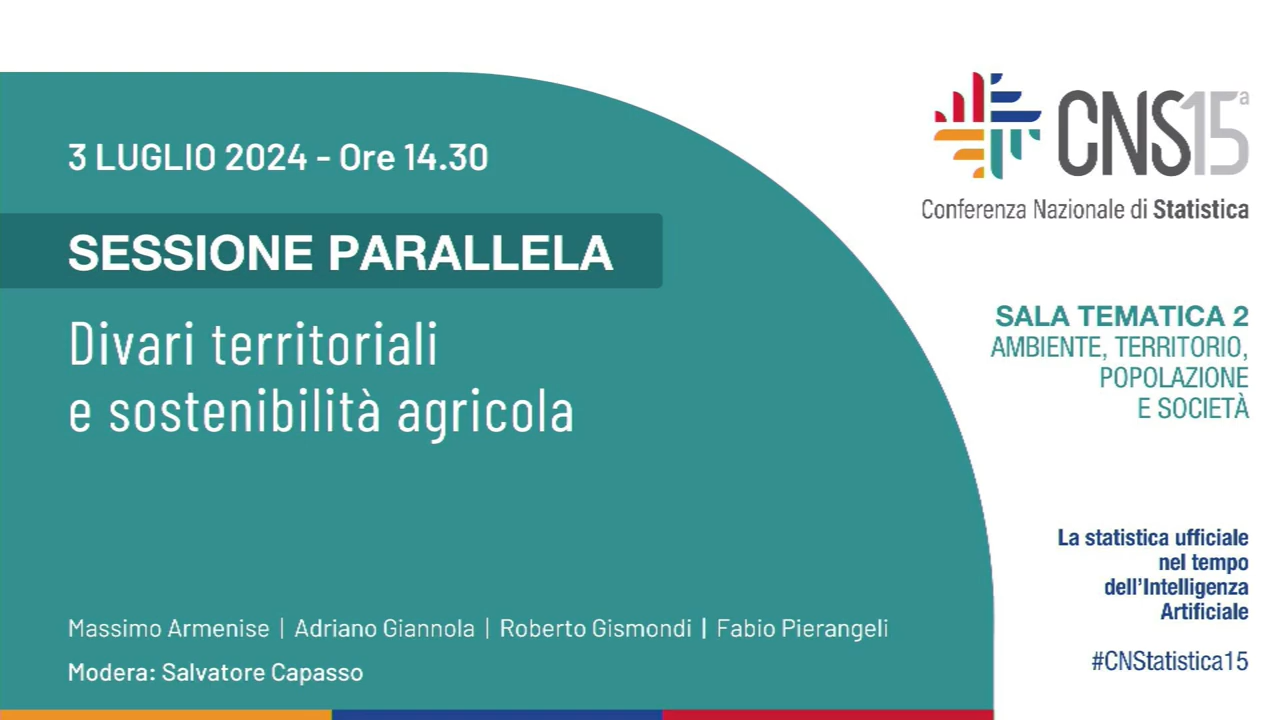 3 LUGLIO 2024 - Ore 14.30
SESSIONE PARALLELA
Divari territoriali
e sostenibilità agricola
Massimo Armenise | Adriano Giannola | Roberto Gismondi | Fabio Pierangeli
Modera: Salvatore Capasso
CNS15ª
Conferenza Nazionale di Statistica
SALA TEMATICA 2
AMBIENTE, TERRITORIO,
POPOLAZIONE
E SOCIETÀ
La statistica ufficiale
nel tempo
dell'Intelligenza
Artificiale
#CNStatistica15